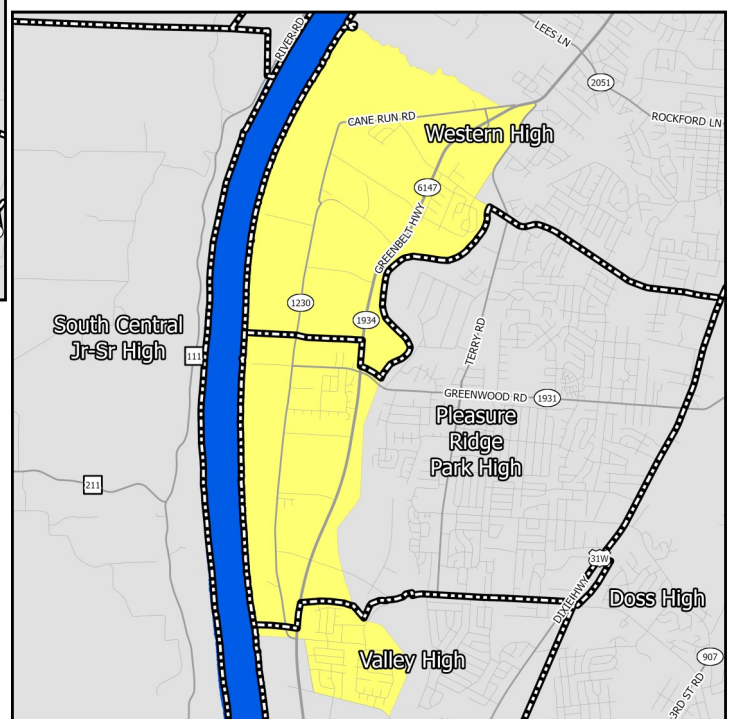 RIVER RD
LEES LN
2051
ROCKFORD LN
CANE RUN RD
Western High
6147
GREENBELT HWY
1230
1934
South Central
Jr-Sr High
111
TERRY RD
GREENWOOD RD
1931
Pleasure
Ridge
Park High
211
31W
DIXIE HWY
Doss High
Valley High
907
3RD ST RD